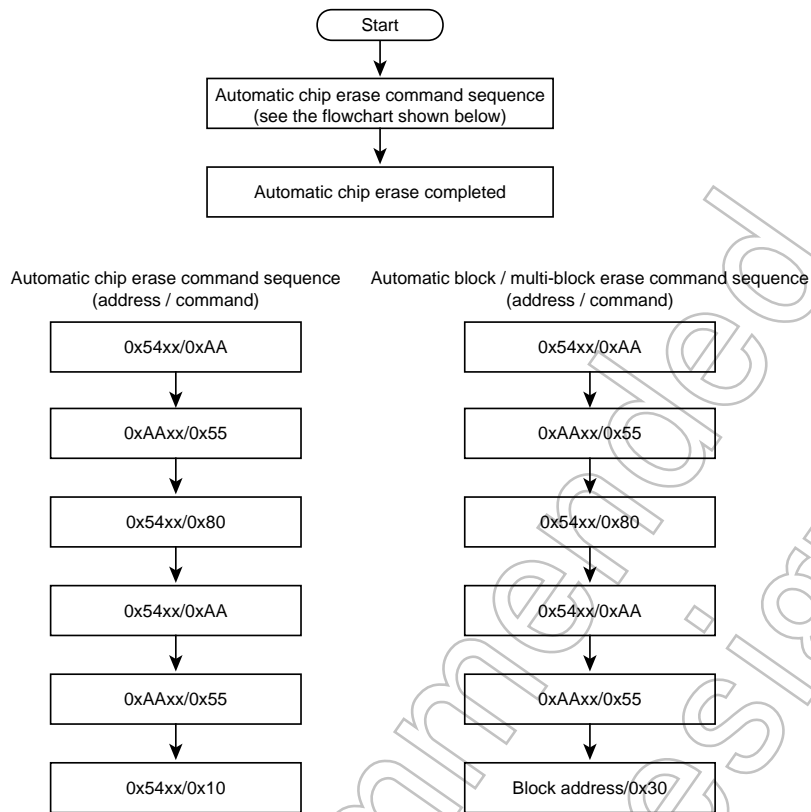 Start
Automatic chip erase command sequence
(see the flowchart shown below)
Automatic chip erase completed
Automatic chip erase command sequence
(address / command)
0x54xx/0xAA
0xAAxx/0x55
0x54xx/0x80
0x54xx/0xAA
0xAAxx/0x55
0x54xx/0x10
Automatic block / multi-block erase command sequence
(address / command)
0x54xx/0xAA
0xAAxx/0x55
0x54xx/0x80
0x54xx/0xAA
0xAAxx/0x55
Block address/0x30